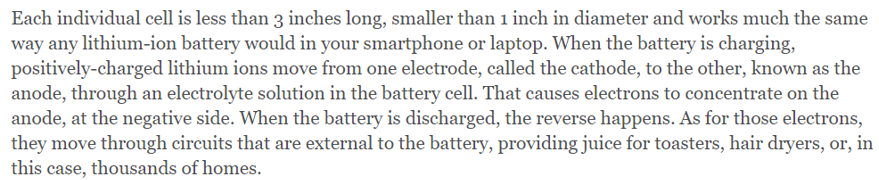 Each individual cell is less than 3 inches long, smaller than 1 inch in diameter and works much the same
way any lithium-ion battery would in your smartphone or laptop. When the battery is charging,
positively-charged lithium ions move from one electrode, called the cathode, to the other, known as the
anode, through an electrolyte solution in the battery cell. That causes electrons to concentrate on the
anode, at the negative side. When the battery is discharged, the reverse happens. As for those electrons,
they move through circuits that are external to the battery, providing juice for toasters, hair dryers, or, in
this case, thousands of homes.